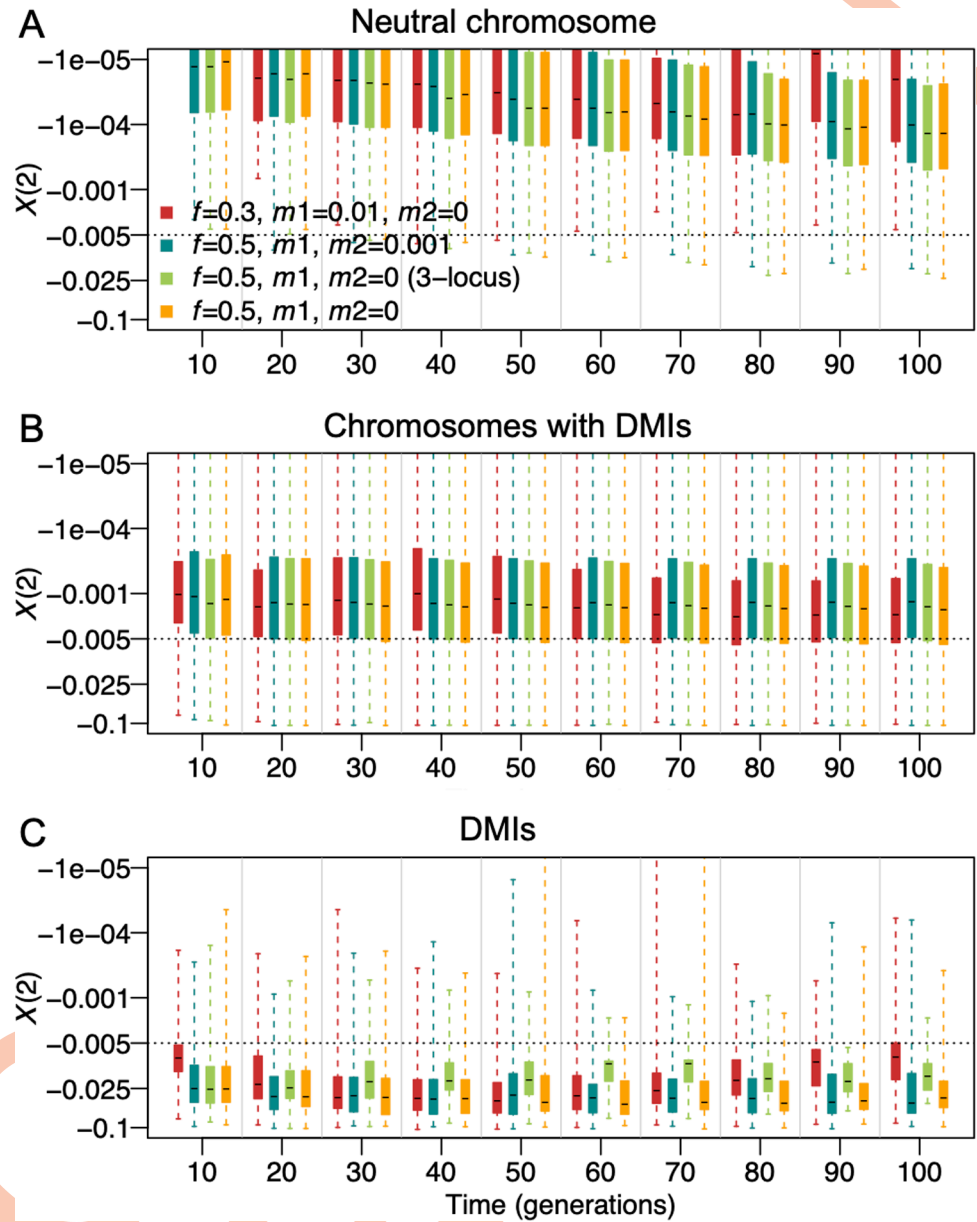 A
Neutral chromosome
−1e−05
−1e−04
−0.001
−0.005
−0.025
−0.1
X(2)
f=0.3, m1=0.01, m2=0
f=0.5, m1, m2=0.001
f=0.5, m1, m2=0 (3−locus)
f=0.5, m1, m2=0
10 20 30 40 50 60 70 80 90 100
B
Chromosomes with DMIs
−1e−05
−1e−04
−0.001
−0.005
−0.025
−0.1
X(2)
10 20 30 40 50 60 70 80 90 100
C
DMIs
−1e−05
−1e−04
−0.001
−0.005
−0.025
−0.1
X(2)
10 20 30 40 50 60 70 80 90 100
Time (generations)